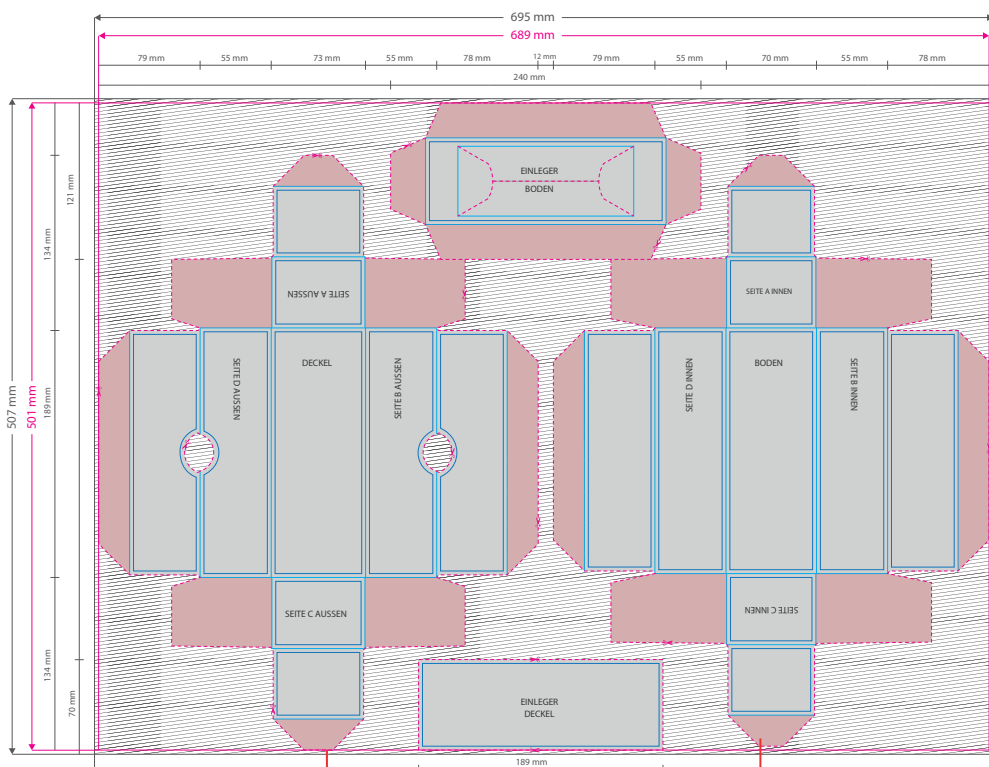 695 mm
689 mm
79 mm
55 mm
73 mm
55 mm
78 mm
12 mm
79 mm
55 mm
70 mm
55 mm
78 mm
240 mm
507 mm
501 mm
121 mm
134 mm
189 mm
134 mm
70 mm
EINLEGER
BODEN
SEITE A AUSSEN
SEITE A INNEN
SEITE D AUSSEN
DECKEL
SEITE B AUSSEN
SEITE D INNEN
BODEN
SEITE B INNEN
SEITE C AUSSEN
SEITE C INNEN
EINLEGER
DECKEL
189 mm